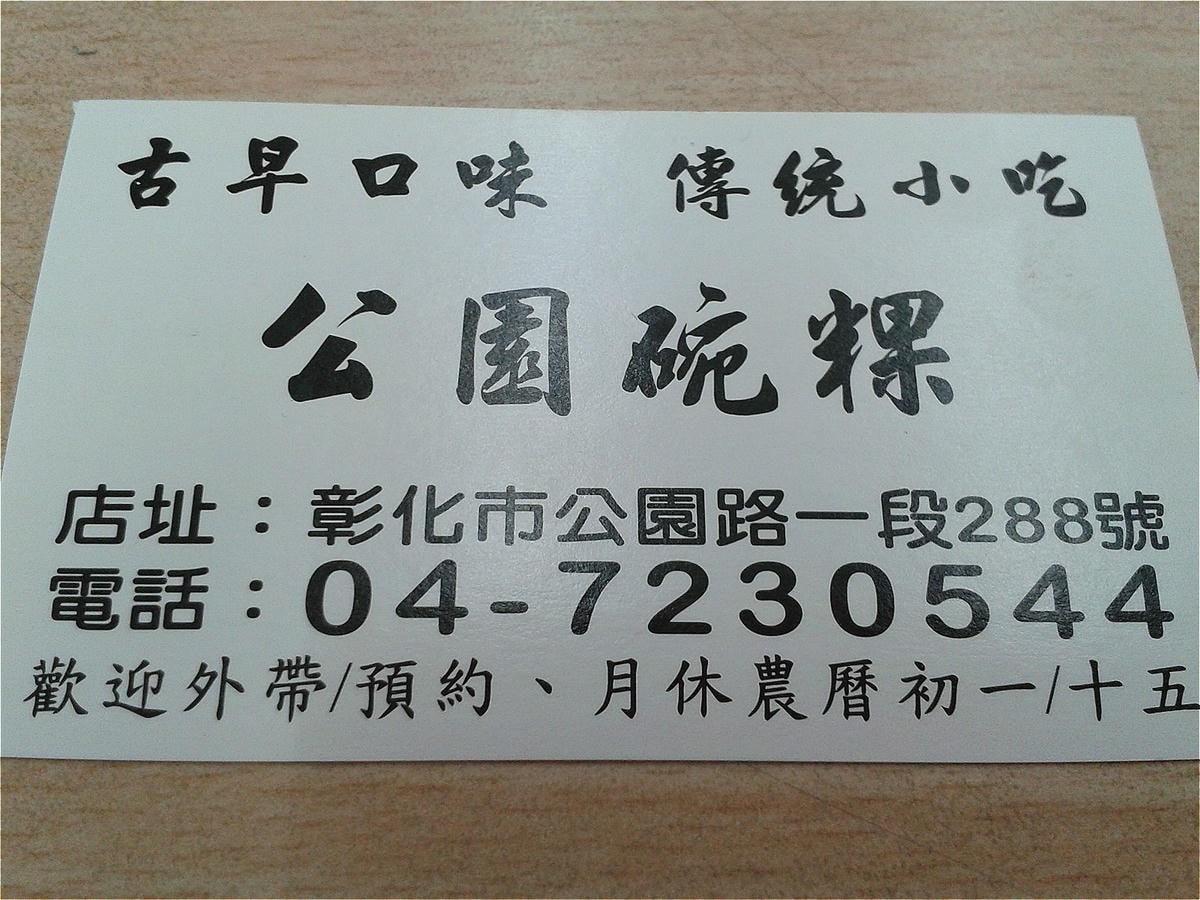 古早口味 傳統小吃
公園碗粿
店址：彰化市公園路一段288號
電話：04-7230544
歡迎外帶/預約、月休農曆初一/十五